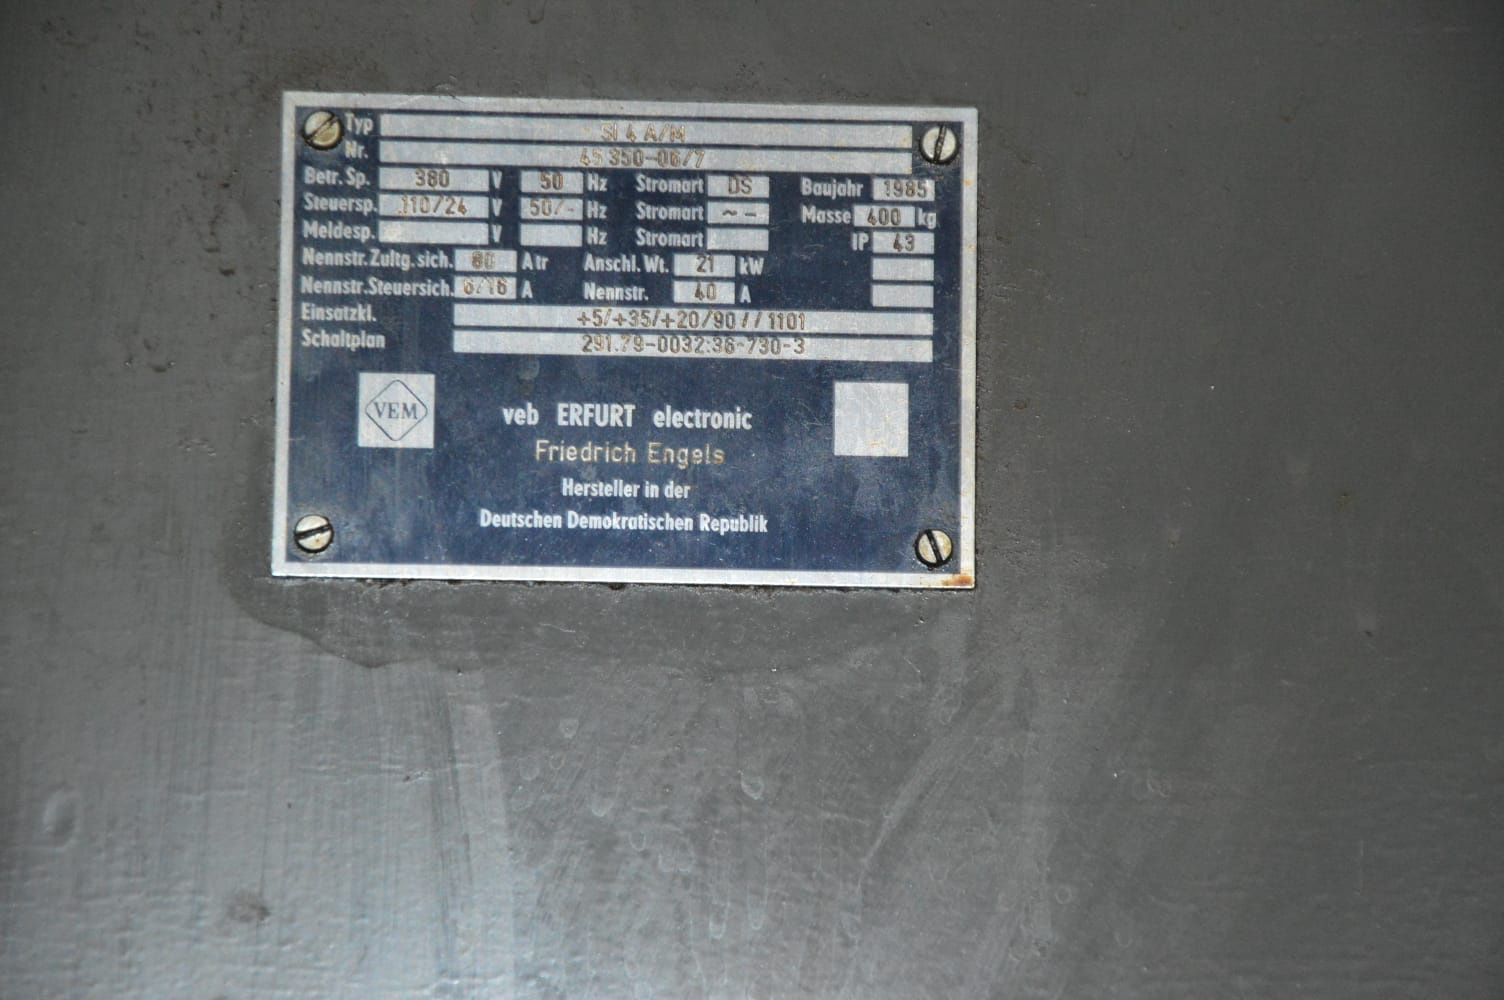 Typ SI 4 A/M
Nr. 45 350-06/7
Betr. Sp. 380 V 50 Hz Stromart DS Baujahr 1985
Steuersp. 110/24 V 50/- Hz Stromart ~ — Masse 400 kg
Meldesp. V Hz Stromart IP 43
Nennstr. Zultg. sich. 80 Atr Anschl. Wt. 21 kW
Nennstr. Steuersich. 6/16 A Nennstr. 40 A
Einsatzkl. +5/+35/+20/90 // 1101
Schaltplan 291.79-0032:36-730-3
VEM
veb ERFURT electronic
Friedrich Engels
Hersteller in der
Deutschen Demokratischen Republik